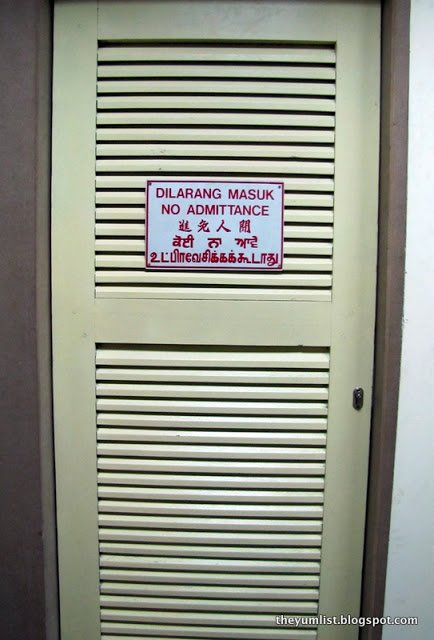 DILARANG MASUK
NO ADMITTANCE
進免人閒
ਕੋਈ ਨਾ ਆਵੈ
உட்பிரவேசிக்கக்கூடாது
theyumlist.blogspot.com